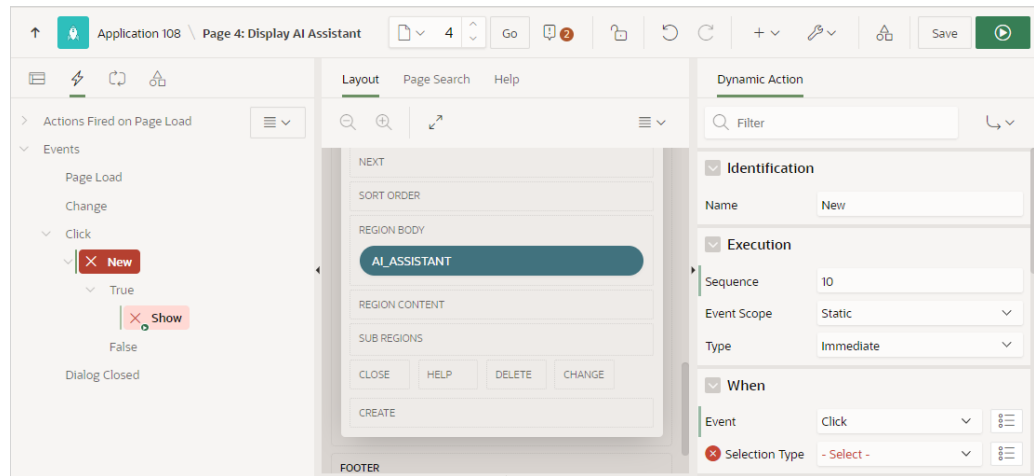 Application 108 \ Page 4: Display AI Assistant 4 Go 2 Save
Layout Page Search Help
Dynamic Action
Actions Fired on Page Load
Events
Page Load
Change
Click
New
True
Show
False
Dialog Closed
NEXT
SORT ORDER
REGION BODY
AI_ASSISTANT
REGION CONTENT
SUB REGIONS
CLOSE HELP DELETE CHANGE
CREATE
FOOTER
Filter
Identification
Name New
Execution
Sequence 10
Event Scope Static
Type Immediate
When
Event Click
Selection Type - Select -